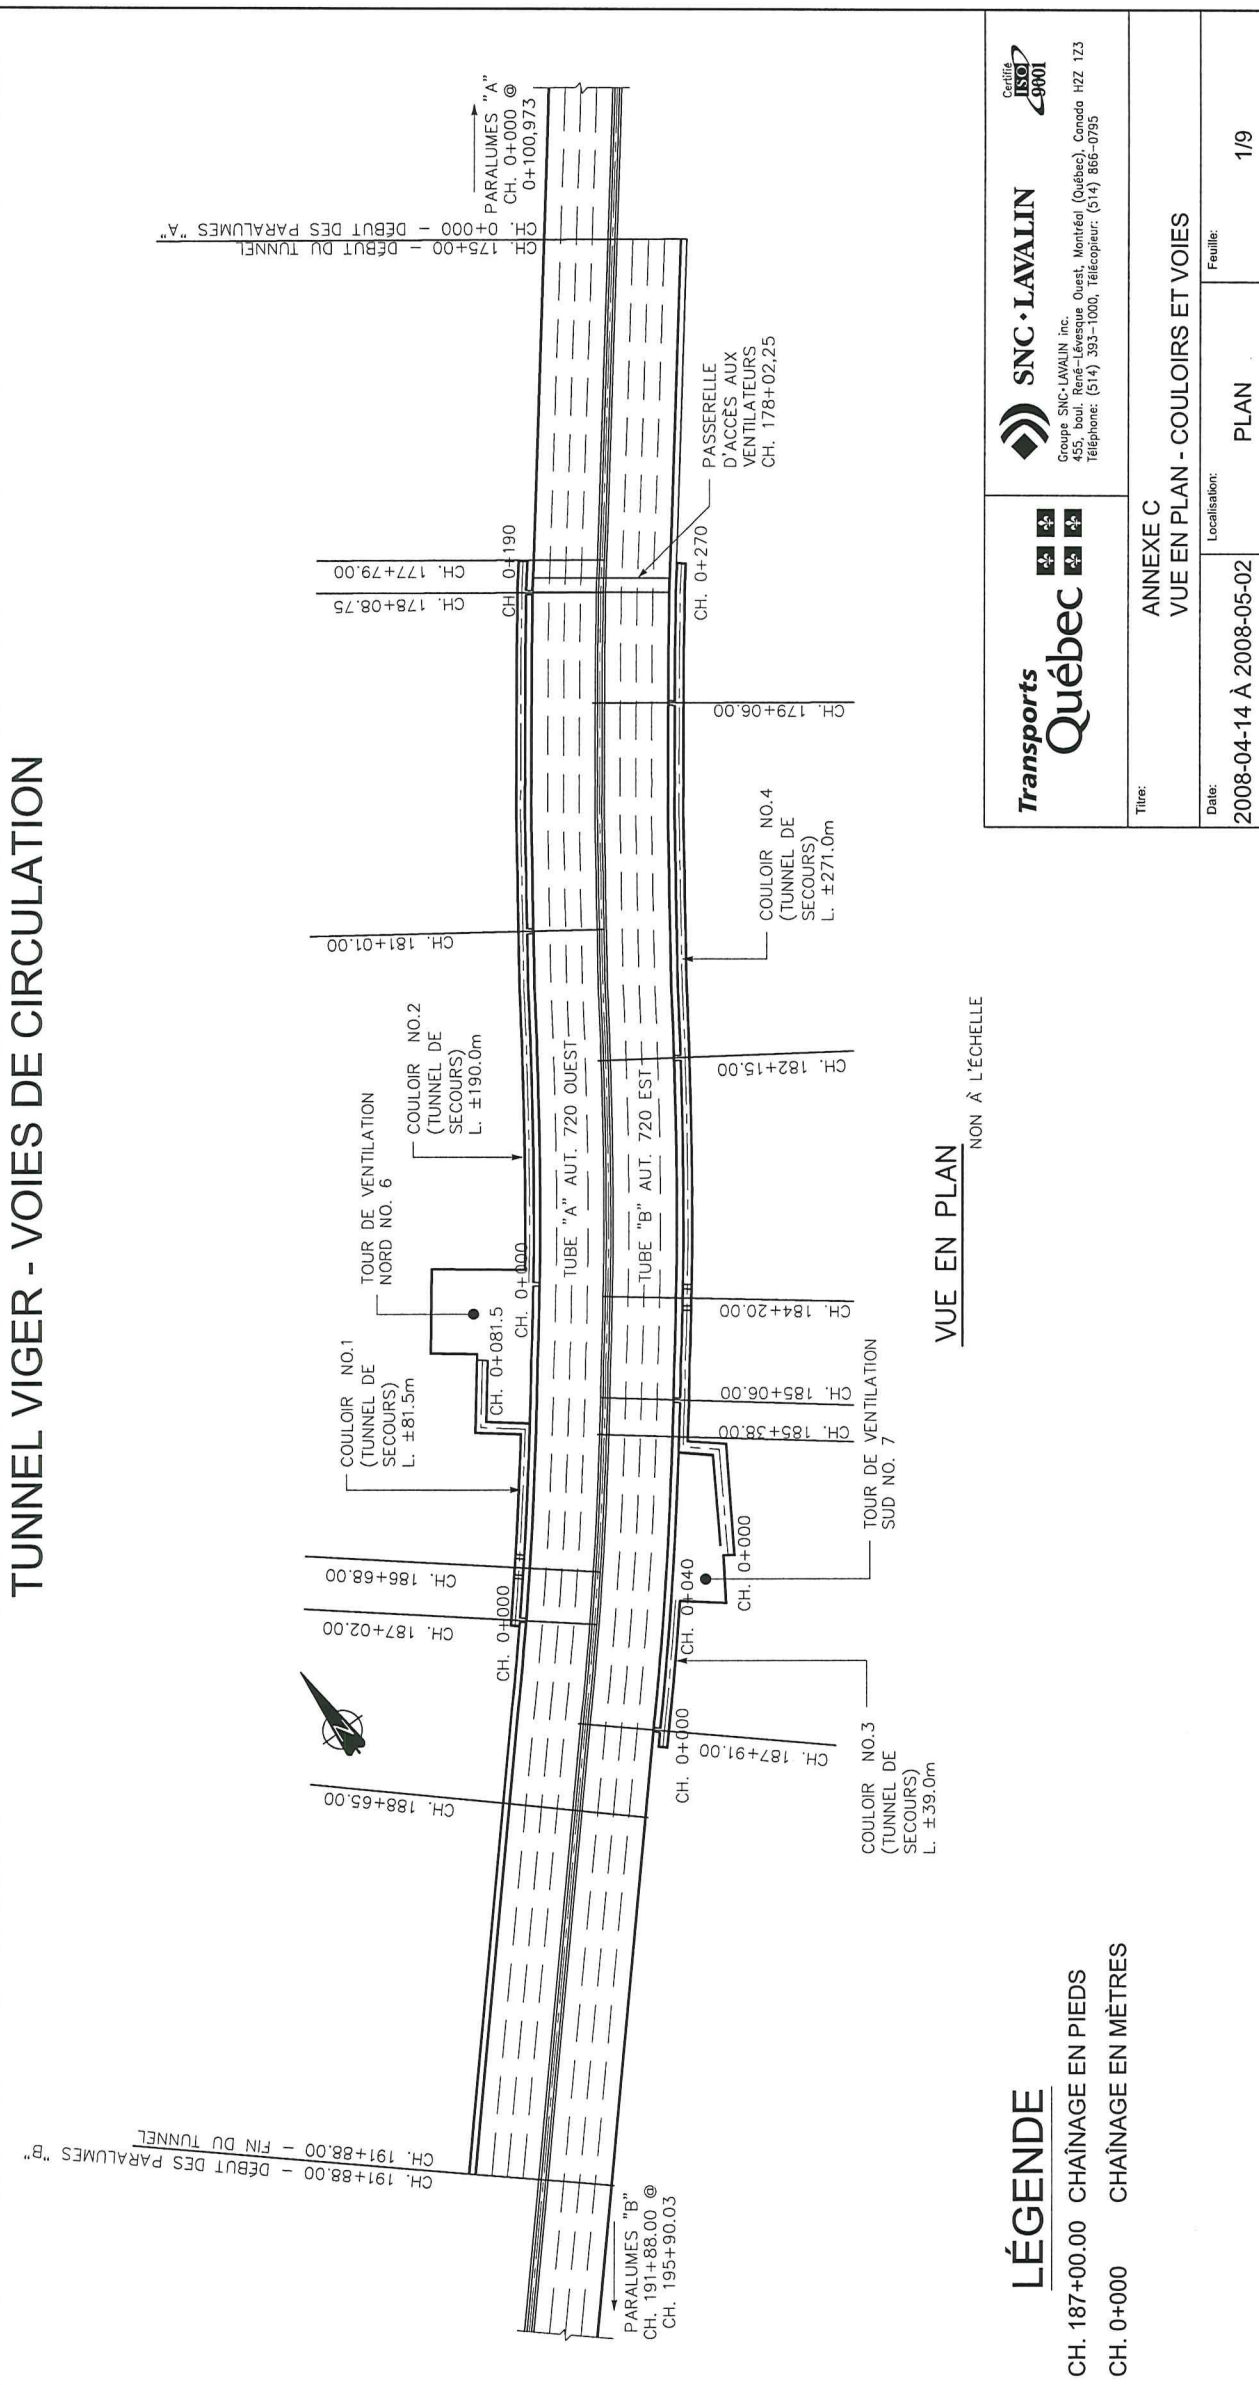 TUNNEL VIGER - VOIES DE CIRCULATION
CH. 191+88.00 – DÉBUT DES PARALUMES "B"
CH. 191+88.00 – FIN DU TUNNEL
PARALUMES "B"
CH. 191+88.00 @
CH. 195+90.03
CH. 188+65.00
CH. 187+02.00
CH. 186+68.00
CH. 0+000
COULOIR NO.1
(TUNNEL DE
SECOURS)
L. ±81.5m
CH. 0+081.5
TOUR DE VENTILATION
NORD NO. 6
CH. 0+000
COULOIR NO.2
(TUNNEL DE
SECOURS)
L. ±190.0m
CH. 181+01.00
CH. 178+08.75
CH. 177+79.00
CH 0+190
CH. 175+00 – DÉBUT DU TUNNEL
CH. 0+000 – DÉBUT DES PARALUMES "A"
PARALUMES "A"
CH. 0+000 @
0+100,973
TUBE "A" AUT. 720 OUEST
TUBE "B" AUT. 720 EST
CH. 0+000
CH. 187+91.00
COULOIR NO.3
(TUNNEL DE
SECOURS)
L. ±39.0m
CH. 0+040
CH. 0+000
TOUR DE VENTILATION
SUD NO. 7
CH. 185+38.00
CH. 185+06.00
CH. 184+20.00
CH. 182+15.00
COULOIR NO.4
(TUNNEL DE
SECOURS)
L. ±271.0m
CH. 179+06.00
CH. 0+270
PASSERELLE
D'ACCÈS AUX
VENTILATEURS
CH. 178+02,25
VUE EN PLAN
NON À L'ÉCHELLE
LÉGENDE
CH. 187+00.00 CHAÎNAGE EN PIEDS
CH. 0+000 CHAÎNAGE EN MÈTRES
Transports
Québec
SNC•LAVALIN
Certifié
ISO
9001
Groupe SNC•LAVALIN inc.
455, boul. René-Lévesque Ouest, Montréal (Québec), Canada H2Z 1Z3
Téléphone: (514) 393-1000, Télécopieur: (514) 866-0795
Titre:
ANNEXE C
VUE EN PLAN - COULOIRS ET VOIES
Date:
2008-04-14 À 2008-05-02
Localisation:
PLAN
Feuille:
1/9